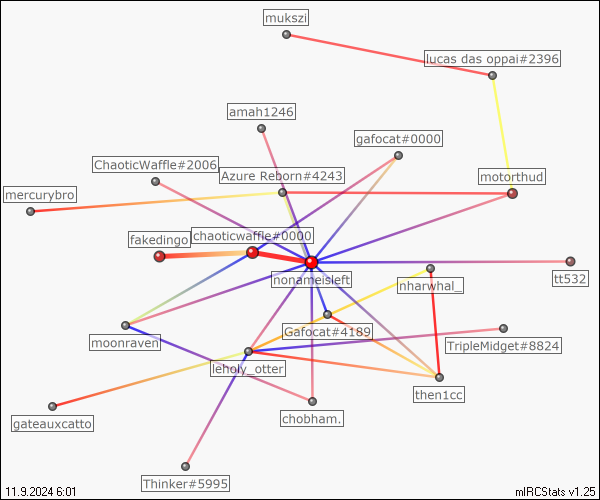 mukszi
lucas das oppai#2396
amah1246
gafocat#0000
ChaoticWaffle#2006
Azure Reborn#4243
motorthud
mercurybro
chaoticwaffle#0000
fakedingo
nonameisleft
nharwhal_
tt532
Gafocat#4189
moonraven
TripleMidget#8824
leholy_otter
then1cc
gateauxcatto
chobham.
Thinker#5995
11.9.2024 6:01
mIRCStats v1.25